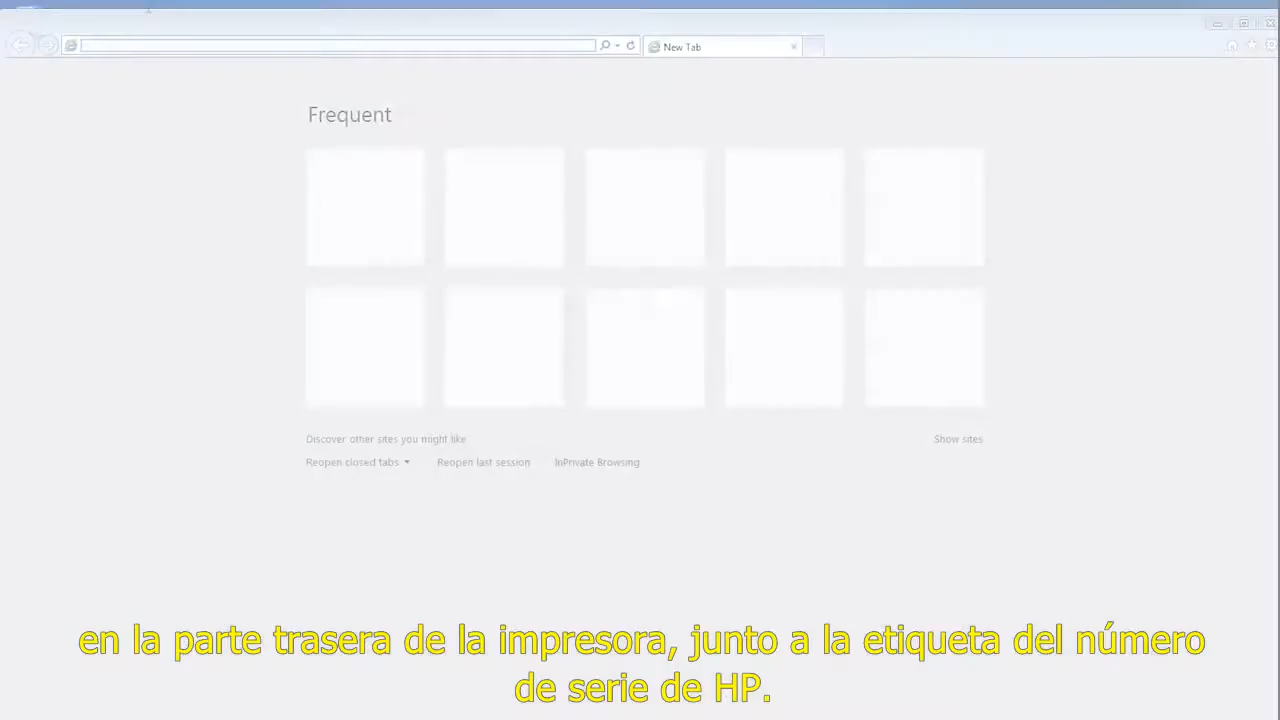 New Tab
Frequent
Discover other sites you might like
Show sites
Reopen closed tabs
Reopen last session
InPrivate Browsing
en la parte trasera de la impresora, junto a la etiqueta del número
de serie de HP.